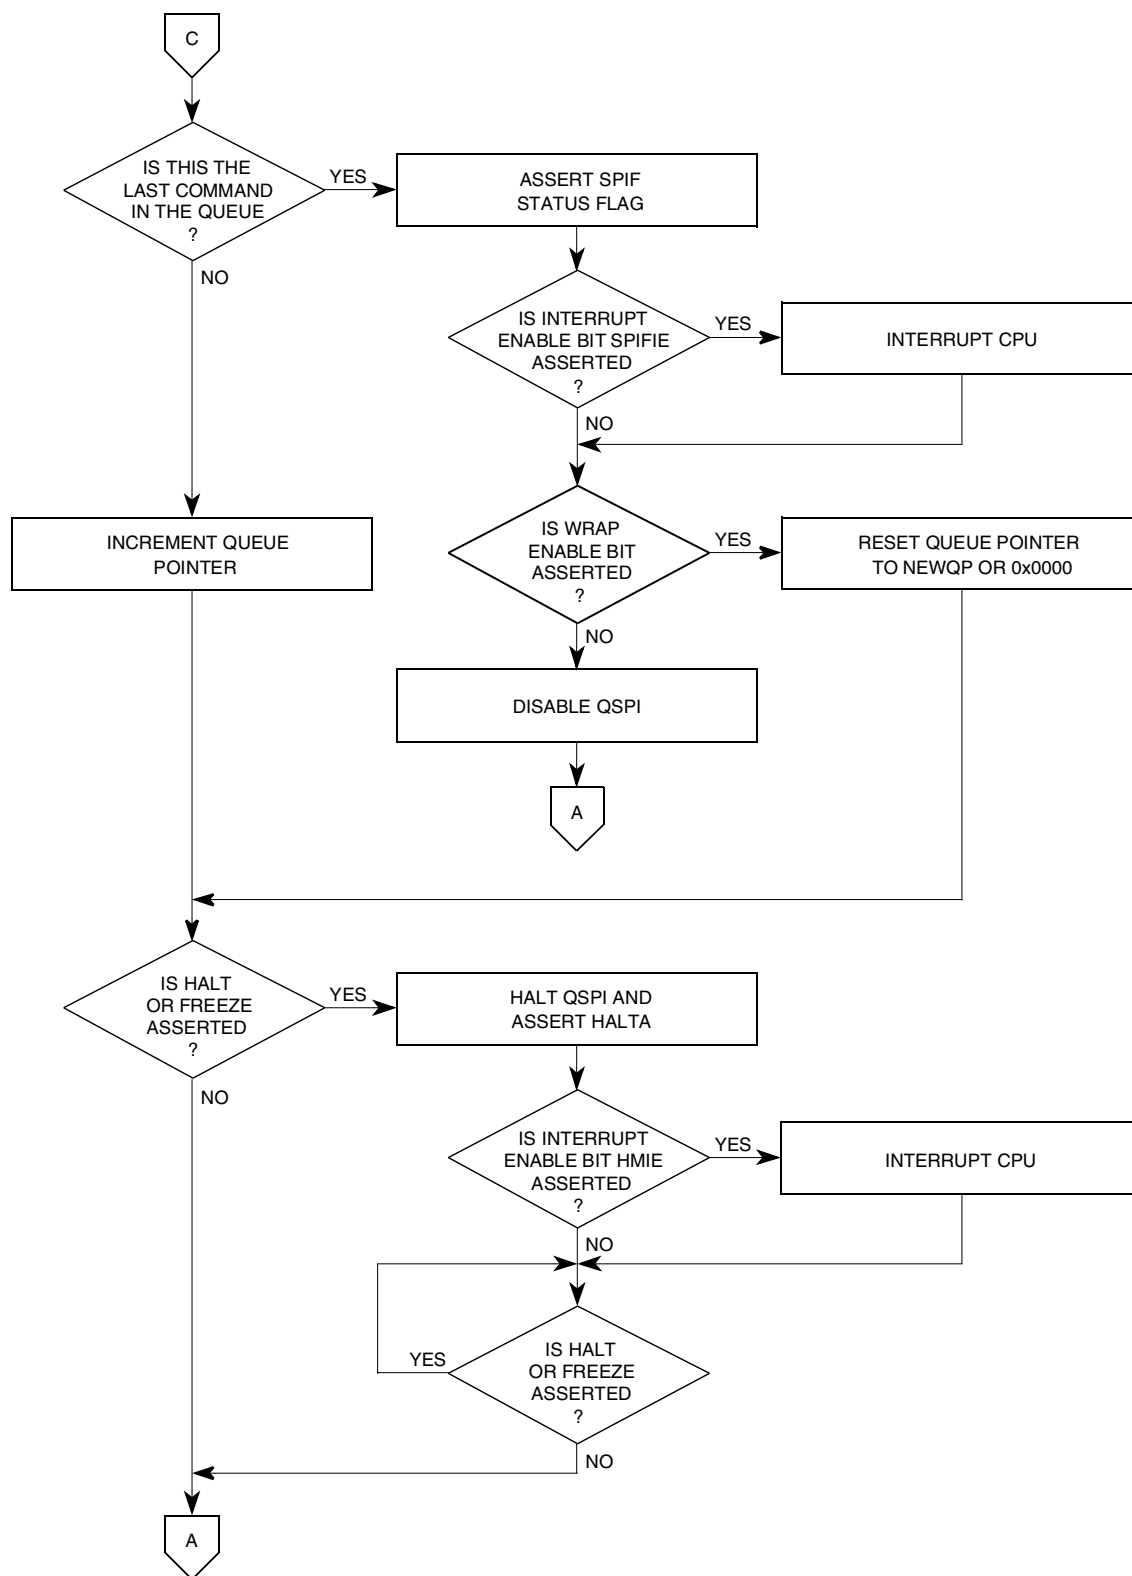 C
IS THIS THE
LAST COMMAND
IN THE QUEUE
?
YES
ASSERT SPIF
STATUS FLAG
NO
IS INTERRUPT
ENABLE BIT SPIFIE
ASSERTED
?
YES
INTERRUPT CPU
NO
INCREMENT QUEUE
POINTER
IS WRAP
ENABLE BIT
ASSERTED
?
YES
RESET QUEUE POINTER
TO NEWQP OR 0x0000
NO
DISABLE QSPI
A
IS HALT
OR FREEZE
ASSERTED
?
YES
HALT QSPI AND
ASSERT HALTA
NO
IS INTERRUPT
ENABLE BIT HMIE
ASSERTED
?
YES
INTERRUPT CPU
NO
IS HALT
OR FREEZE
ASSERTED
?
YES
NO
A